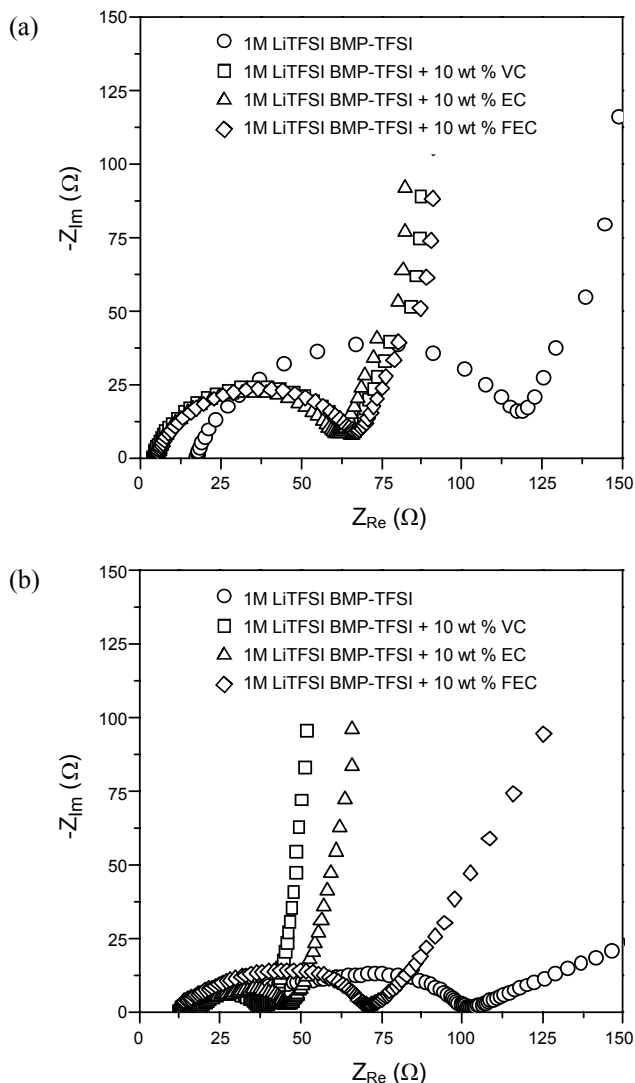 (a)
150
125
100
75
50
25
0
-Z_Im (Ω)
○ 1M LiTFSI BMP-TFSI
□ 1M LiTFSI BMP-TFSI + 10 wt % VC
△ 1M LiTFSI BMP-TFSI + 10 wt % EC
◇ 1M LiTFSI BMP-TFSI + 10 wt % FEC
0 25 50 75 100 125 150
Z_Re (Ω)
(b)
150
125
100
75
50
25
0
-Z_Im (Ω)
○ 1M LiTFSI BMP-TFSI
□ 1M LiTFSI BMP-TFSI + 10 wt % VC
△ 1M LiTFSI BMP-TFSI + 10 wt % EC
◇ 1M LiTFSI BMP-TFSI + 10 wt % FEC
0 25 50 75 100 125 150
Z_Re (Ω)